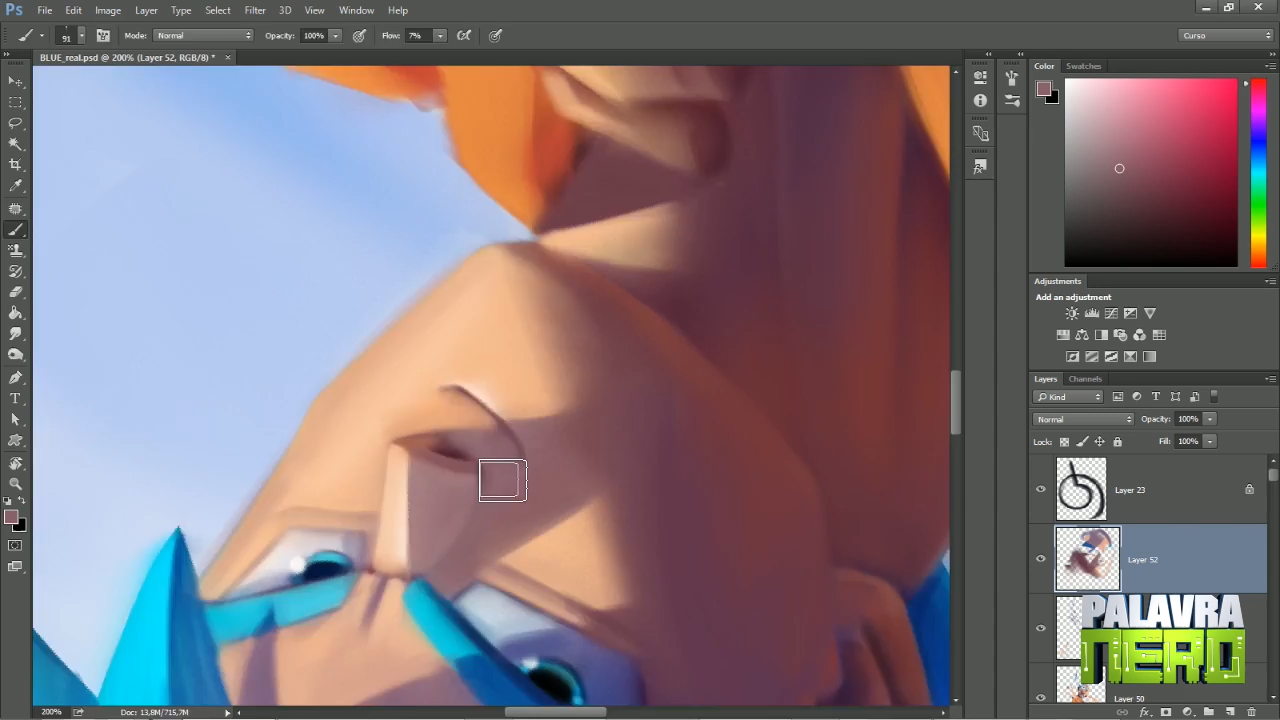 Ps File Edit Image Layer Type Select Filter 3D View Window Help
91 Mode: Normal Opacity: 100% Flow: 7% Curso
BLUE_real.psd @ 200% (Layer 52, RGB/8) * ×
Color Swatches
Adjustments
Add an adjustment
Layers Channels
Kind
Normal Opacity: 100%
Lock: Fill: 100%
Layer 23
Layer 52
PALAVRA
NERD
Layer 50
200% Doc: 13,8M/715,7M